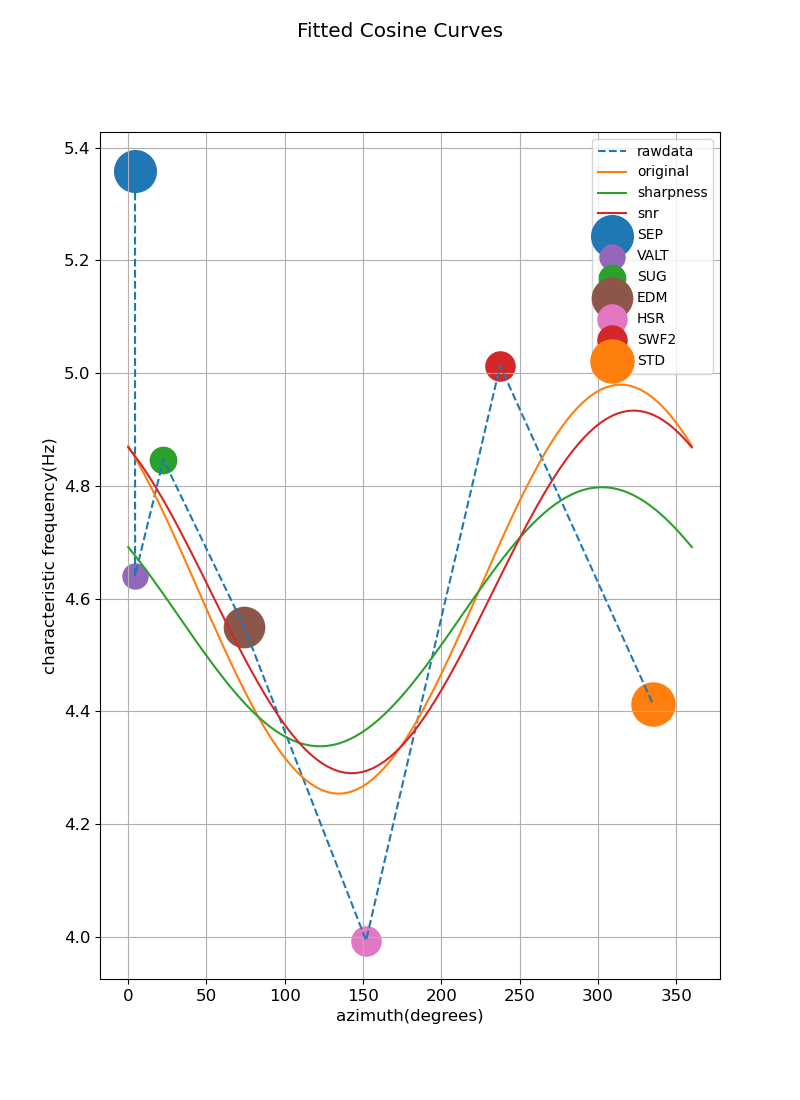 Fitted Cosine Curves
5.4
5.2
5.0
4.8
4.6
4.4
4.2
4.0
characteristic frequency(Hz)
rawdata
original
sharpness
snr
SEP
VALT
SUG
EDM
HSR
SWF2
STD
0 50 100 150 200 250 300 350
azimuth(degrees)